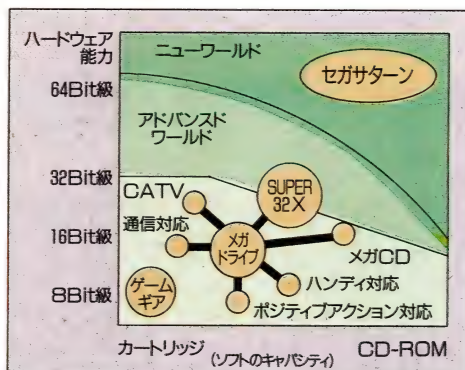 ハードウェア
能力
64Bit級
32Bit級
16Bit級
8Bit級
ニューワールド
セガサターン
アドバンスド
ワールド
CATV
SUPER
32X
通信対応
メガ
ドライブ
メガCD
ハンディ対応
ゲーム
ギア
ポジティブアクション対応
カートリッジ
(ソフトのキャパシティ)
CD-ROM